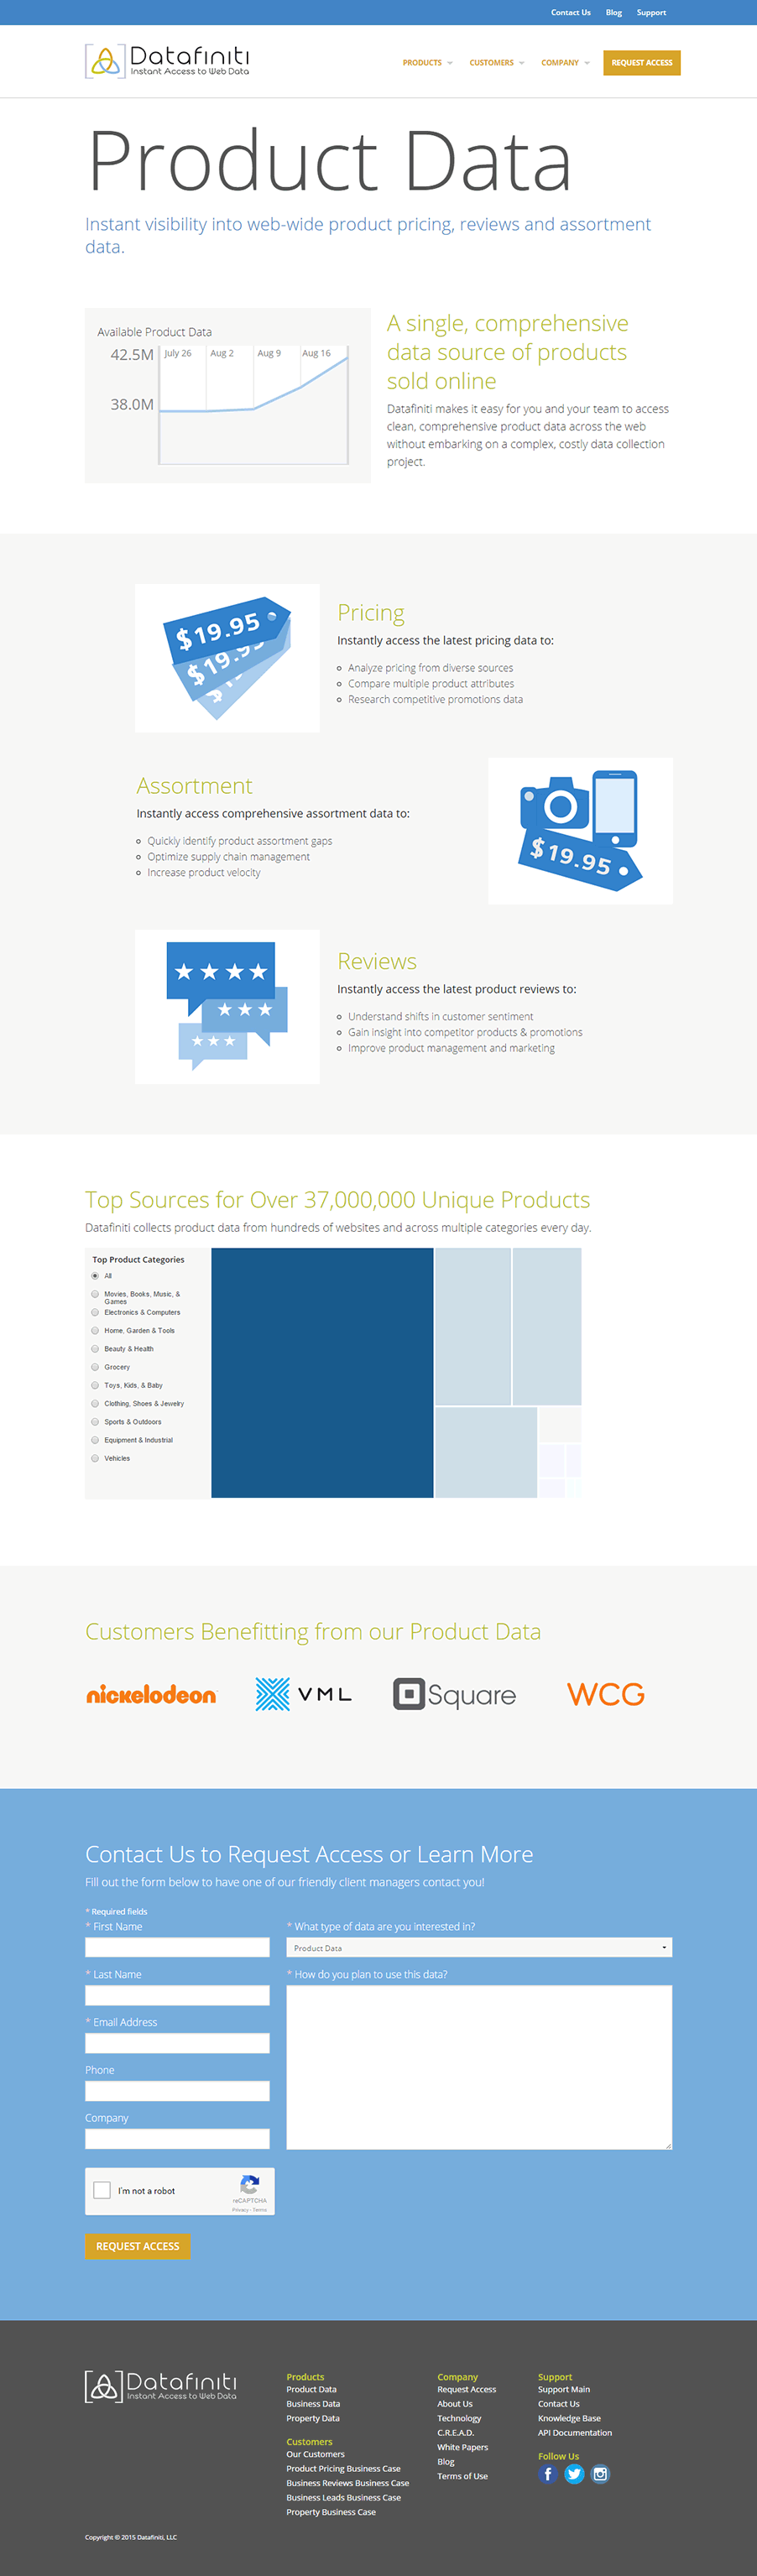 Contact Us Blog Support
Datafiniti
Instant Access to Web Data
PRODUCTS CUSTOMERS COMPANY REQUEST ACCESS
Product Data
Instant visibility into web-wide product pricing, reviews and assortment
data.
Available Product Data
42.5M
July 26 Aug 2 Aug 9 Aug 16
38.0M
A single, comprehensive
data source of products
sold online
Datafiniti makes it easy for you and your team to access
clean, comprehensive product data across the web
without embarking on a complex, costly data collection
project.
$19.95
$19.95
Pricing
Instantly access the latest pricing data to:
Analyze pricing from diverse sources
Compare multiple product attributes
Research competitive promotions data
Assortment
Instantly access comprehensive assortment data to:
Quickly identify product assortment gaps
Optimize supply chain management
Increase product velocity
$19.95
Reviews
Instantly access the latest product reviews to:
Understand shifts in customer sentiment
Gain insight into competitor products & promotions
Improve product management and marketing
Top Sources for Over 37,000,000 Unique Products
Datafiniti collects product data from hundreds of websites and across multiple categories every day.
Top Product Categories
All
Movies, Books, Music, &
Games
Electronics & Computers
Home, Garden & Tools
Beauty & Health
Grocery
Toys, Kids, & Baby
Clothing, Shoes & Jewelry
Sports & Outdoors
Equipment & Industrial
Vehicles
Customers Benefitting from our Product Data
nickelodeon
VML
Square
WCG
Contact Us to Request Access or Learn More
Fill out the form below to have one of our friendly client managers contact you!
* Required fields
* First Name
* Last Name
* Email Address
Phone
Company
* What type of data are you interested in?
Product Data
* How do you plan to use this data?
I'm not a robot
reCAPTCHA
Privacy - Terms
REQUEST ACCESS
Datafiniti
Instant Access to Web Data
Products
Product Data
Business Data
Property Data
Customers
Our Customers
Product Pricing Business Case
Business Reviews Business Case
Business Leads Business Case
Property Business Case
Company
Request Access
About Us
Technology
C.R.E.A.D.
White Papers
Blog
Terms of Use
Support
Support Main
Contact Us
Knowledge Base
API Documentation
Follow Us
Copyright © 2015 Datafiniti, LLC